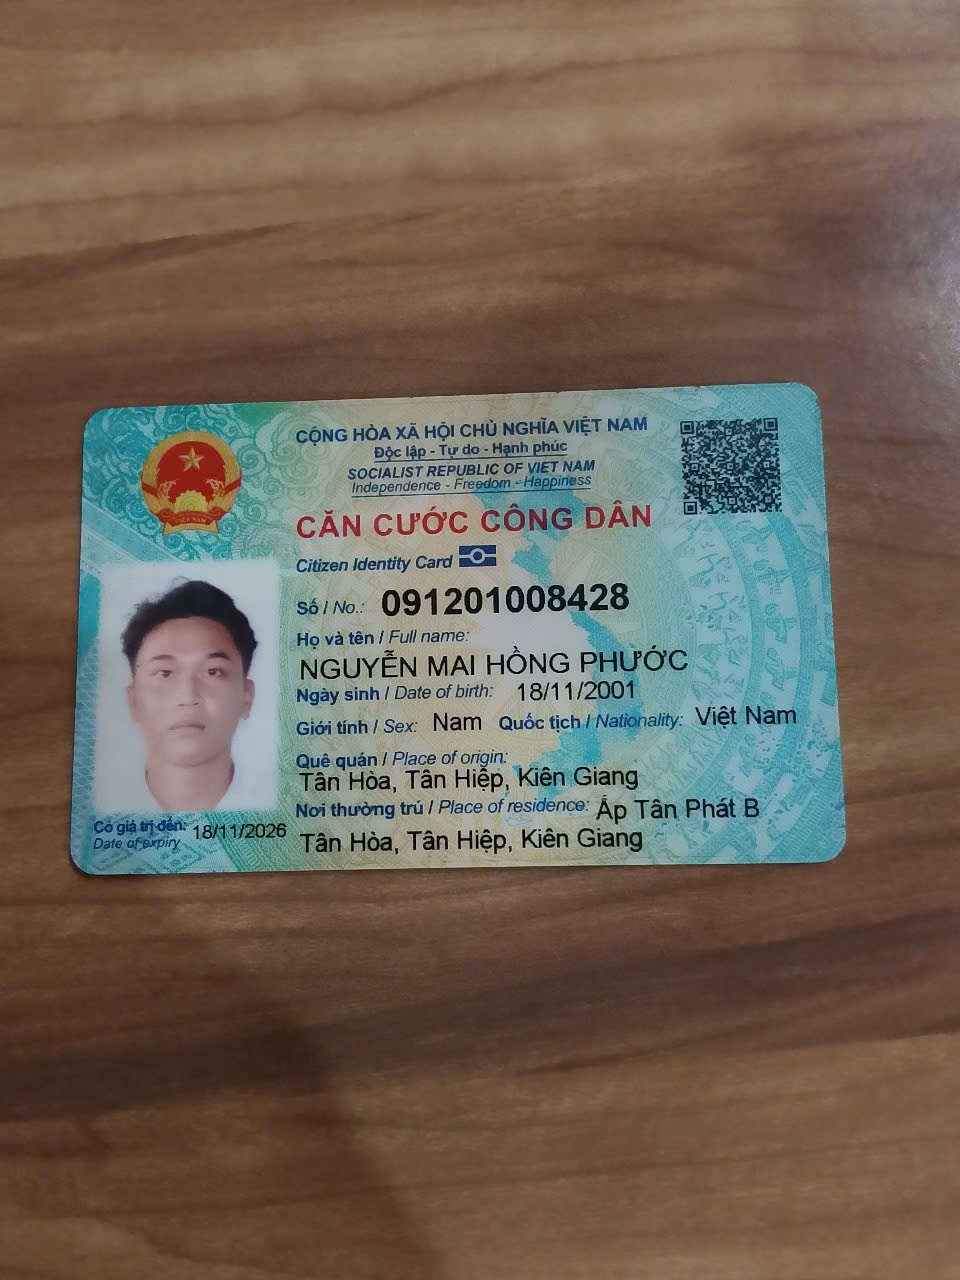 CỘNG HÒA XÃ HỘI CHỦ NGHĨA VIỆT NAM
Độc lập - Tự do - Hạnh phúc
SOCIALIST REPUBLIC OF VIET NAM
Independence - Freedom - Happiness
CĂN CƯỚC CÔNG DÂN
Citizen Identity Card
Số / No.: 091201008428
Họ và tên / Full name:
NGUYỄN MAI HỒNG PHƯỚC
Ngày sinh / Date of birth: 18/11/2001
Giới tính / Sex: Nam Quốc tịch / Nationality: Việt Nam
Quê quán / Place of origin:
Tân Hòa, Tân Hiệp, Kiên Giang
Nơi thường trú / Place of residence: Ấp Tân Phát B
Tân Hòa, Tân Hiệp, Kiên Giang
Có giá trị đến: 18/11/2026
Date of expiry
VIỆT NAM